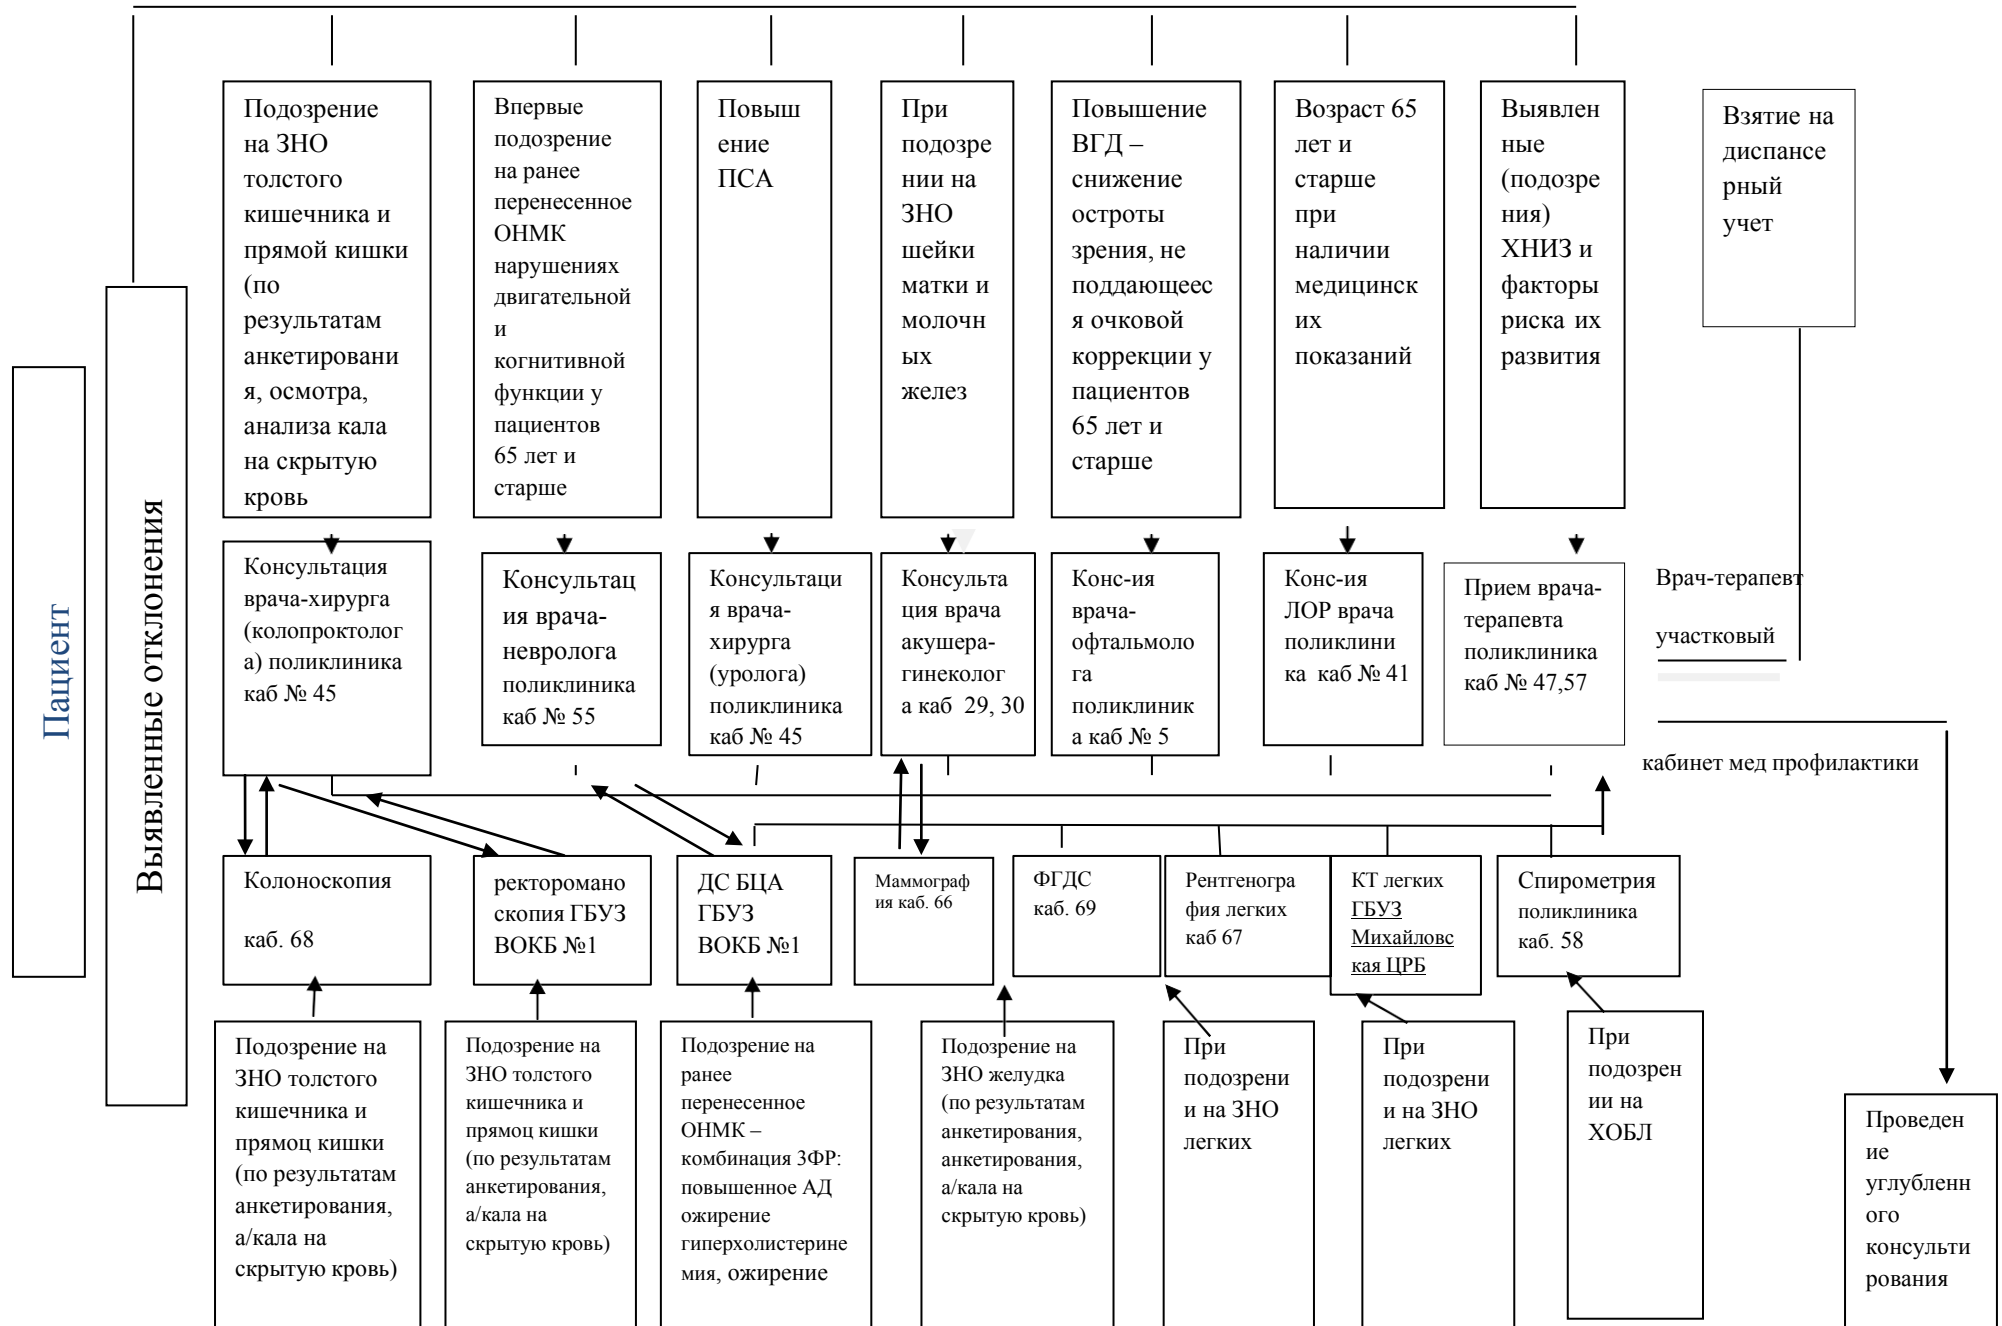 Пациент
Выявленные отклонения
Подозрение
на ЗНО
толстого
кишечника и
прямой кишки
(по
результатам
анкетировани
я, осмотра,
анализа кала
на скрытую
кровь
Впервые
подозрение
на ранее
перенесенное
ОНМК
нарушениях
двигательной
и
когнитивной
функции у
пациентов
65 лет и
старше
Повыш
ение
ПСА
При
подозре
нии на
ЗНО
шейки
матки и
молочн
ых
желез
Повышение
ВГД –
снижение
остроты
зрения, не
поддающеес
я очковой
коррекции у
пациентов
65 лет и
старше
Возраст 65
лет и
старше
при
наличии
медицинск
их
показаний
Выявлен
ные
(подозре
ния)
ХНИЗ и
факторы
риска их
развития
Взятие на
диспансе
рный
учет
Консультация
врача-хирурга
(колопроктолог
а) поликлиника
каб № 45
Консультац
ия врача-
невролога
поликлиника
каб № 55
Консультаци
я врача-
хирурга
(уролога)
поликлиника
каб № 45
Консульта
ция врача
акушера-
гинеколог
а каб 29, 30
Конс-ия
врача-
офтальмоло
га
поликлиник
а каб № 5
Конс-ия
ЛОР врача
поликлини
ка каб № 41
Прием врача-
терапевта
поликлиника
каб № 47,57
Врач-терапевт
участковый
кабинет мед профилактики
Колоноскопия
каб. 68
ректоромано
скопия ГБУЗ
ВОКБ №1
ДС БЦА
ГБУЗ
ВОКБ №1
Маммограф
ия каб. 66
ФГДС
каб. 69
Рентгеногра
фия легких
каб 67
КТ легких
ГБУЗ
Михайловс
кая ЦРБ
Спирометрия
поликлиника
каб. 58
Подозрение на
ЗНО толстого
кишечника и
прямоц кишки
(по результатам
анкетирования,
а/кала на
скрытую кровь)
Подозрение на
ЗНО толстого
кишечника и
прямоц кишки
(по результатам
анкетирования,
а/кала на
скрытую кровь)
Подозрение на
ранее
перенесенное
ОНМК –
комбинация 3ФР:
повышенное АД
ожирение
гиперхолистерине
мия, ожирение
Подозрение на
ЗНО желудка
(по результатам
анкетирования,
анкетирования,
а/кала на
скрытую кровь)
При
подозрени
и на ЗНО
легких
При
подозрени
и на ЗНО
легких
При
подозрен
ии на
ХОБЛ
Проведен
ие
углубленн
ого
консульти
рования